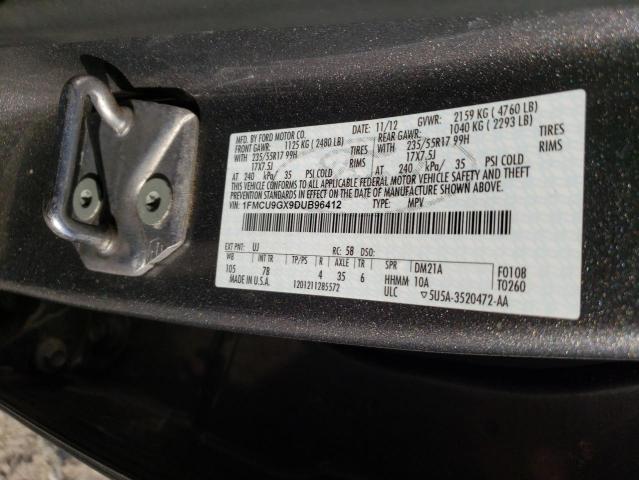 MFD. BY FORD MOTOR CO.
DATE: 11/12 GVWR: 2159 KG ( 4760 LB)
FRONT GAWR: 1125 KG ( 2480 LB) REAR GAWR: 1040 KG ( 2293 LB)
WITH 235/55R17 99H TIRES WITH 235/55R17 99H TIRES
17X7.5J RIMS 17X7.5J RIMS
AT 240 kPa/ 35 PSI COLD AT 240 kPa/ 35 PSI COLD
THIS VEHICLE CONFORMS TO ALL APPLICABLE FEDERAL MOTOR VEHICLE SAFETY AND THEFT
PREVENTION STANDARDS IN EFFECT ON THE DATE OF MANUFACTURE SHOWN ABOVE.
VIN: 1FMCU9GX9DUB96412 TYPE: MPV
EXT PNT: UJ RC: 58 DSO:
WB INT TR TP/PS R AXLE TR SPR DM21A F0108
105 78 4 35 6 HHMM 10A T0260
MADE IN U.S.A. 1201211285572 ULC ▽5U5A-3520472-AA